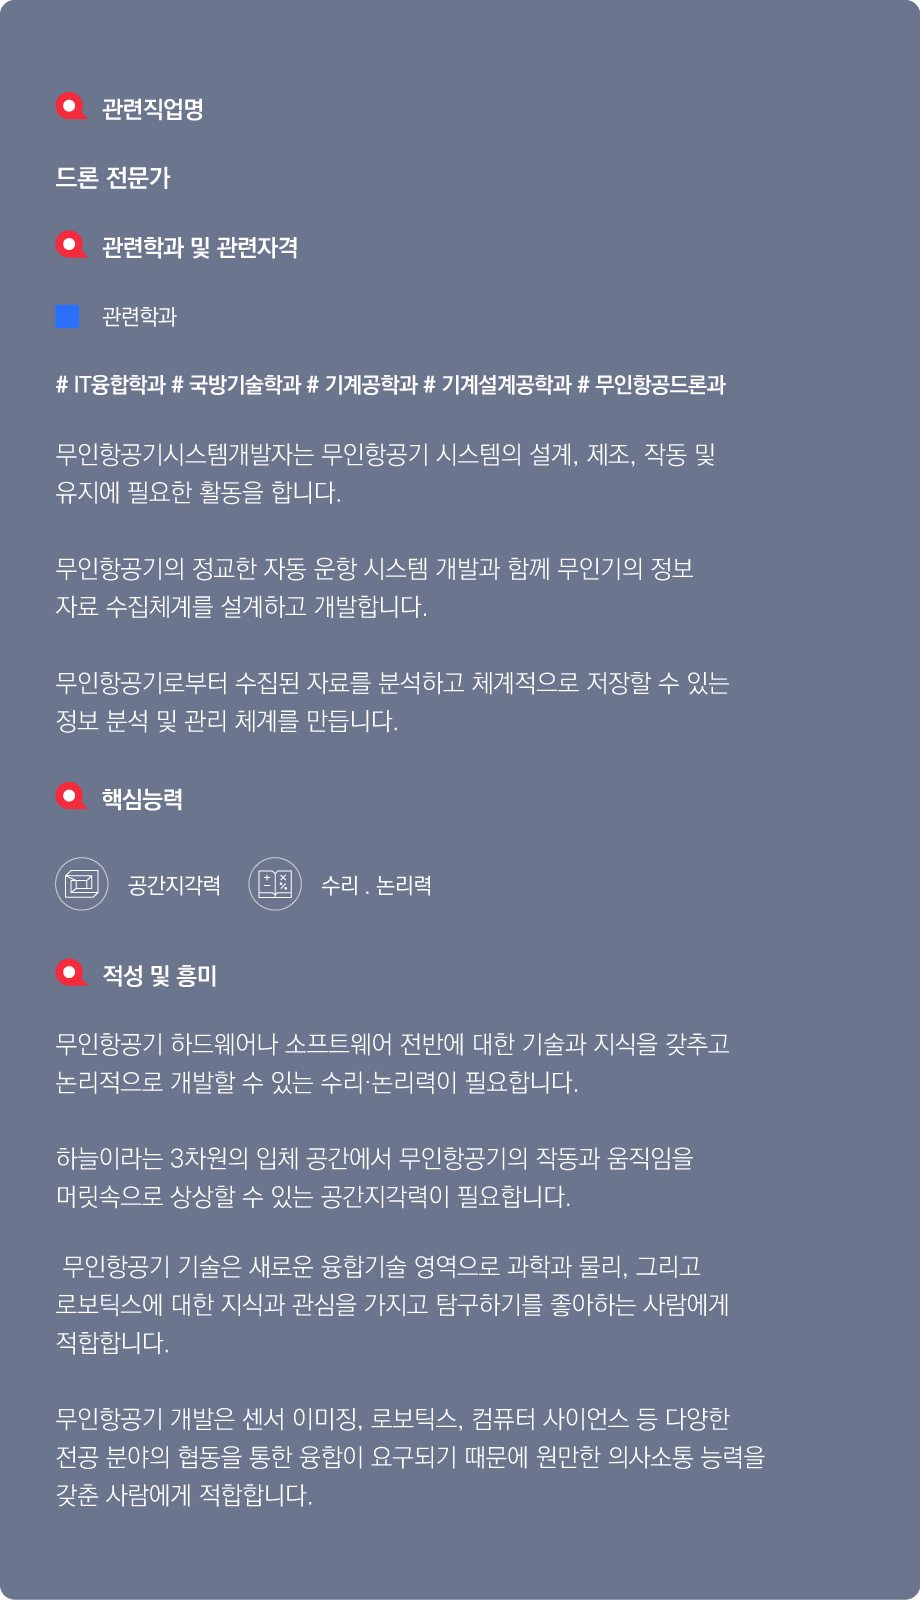 관련직업명
드론 전문가
관련학과 및 관련자격
관련학과
# IT융합학과 # 국방기술학과 # 기계공학과 # 기계설계공학과 # 무인항공드론과
무인항공기시스템개발자는 무인항공기 시스템의 설계, 제조, 작동 및
유지에 필요한 활동을 합니다.
무인항공기의 정교한 자동 운항 시스템 개발과 함께 무인기의 정보
자료 수집체계를 설계하고 개발합니다.
무인항공기로부터 수집된 자료를 분석하고 체계적으로 저장할 수 있는
정보 분석 및 관리 체계를 만듭니다.
핵심능력
공간지각력 수리 . 논리력
적성 및 흥미
무인항공기 하드웨어나 소프트웨어 전반에 대한 기술과 지식을 갖추고
논리적으로 개발할 수 있는 수리·논리력이 필요합니다.
하늘이라는 3차원의 입체 공간에서 무인항공기의 작동과 움직임을
머릿속으로 상상할 수 있는 공간지각력이 필요합니다.
무인항공기 기술은 새로운 융합기술 영역으로 과학과 물리, 그리고
로보틱스에 대한 지식과 관심을 가지고 탐구하기를 좋아하는 사람에게
적합합니다.
무인항공기 개발은 센서 이미징, 로보틱스, 컴퓨터 사이언스 등 다양한
전공 분야의 협동을 통한 융합이 요구되기 때문에 원만한 의사소통 능력을
갖춘 사람에게 적합합니다.